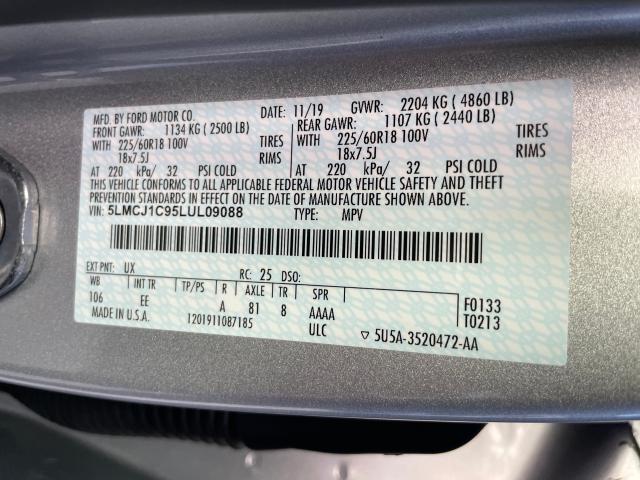 MFD. BY FORD MOTOR CO.
DATE: 11/19 GVWR: 2204 KG ( 4860 LB)
FRONT GAWR: 1134 KG ( 2500 LB) REAR GAWR: 1107 KG ( 2440 LB)
WITH 225/60R18 100V TIRES WITH 225/60R18 100V TIRES
18x7.5J RIMS 18x7.5J RIMS
AT 220 kPa/ 32 PSI COLD AT 220 kPa/ 32 PSI COLD
THIS VEHICLE CONFORMS TO ALL APPLICABLE FEDERAL MOTOR VEHICLE SAFETY AND THEFT
PREVENTION STANDARDS IN EFFECT ON THE DATE OF MANUFACTURE SHOWN ABOVE.
VIN: 5LMCJ1C95LUL09088 TYPE: MPV
EXT PNT: UX RC: 25 DSO:
WB INT TR TP/PS R AXLE TR SPR
106 EE A 81 8 AAAA
F0133
T0213
MADE IN U.S.A. 1201911087185 ULC ▽ 5U5A-3520472-AA